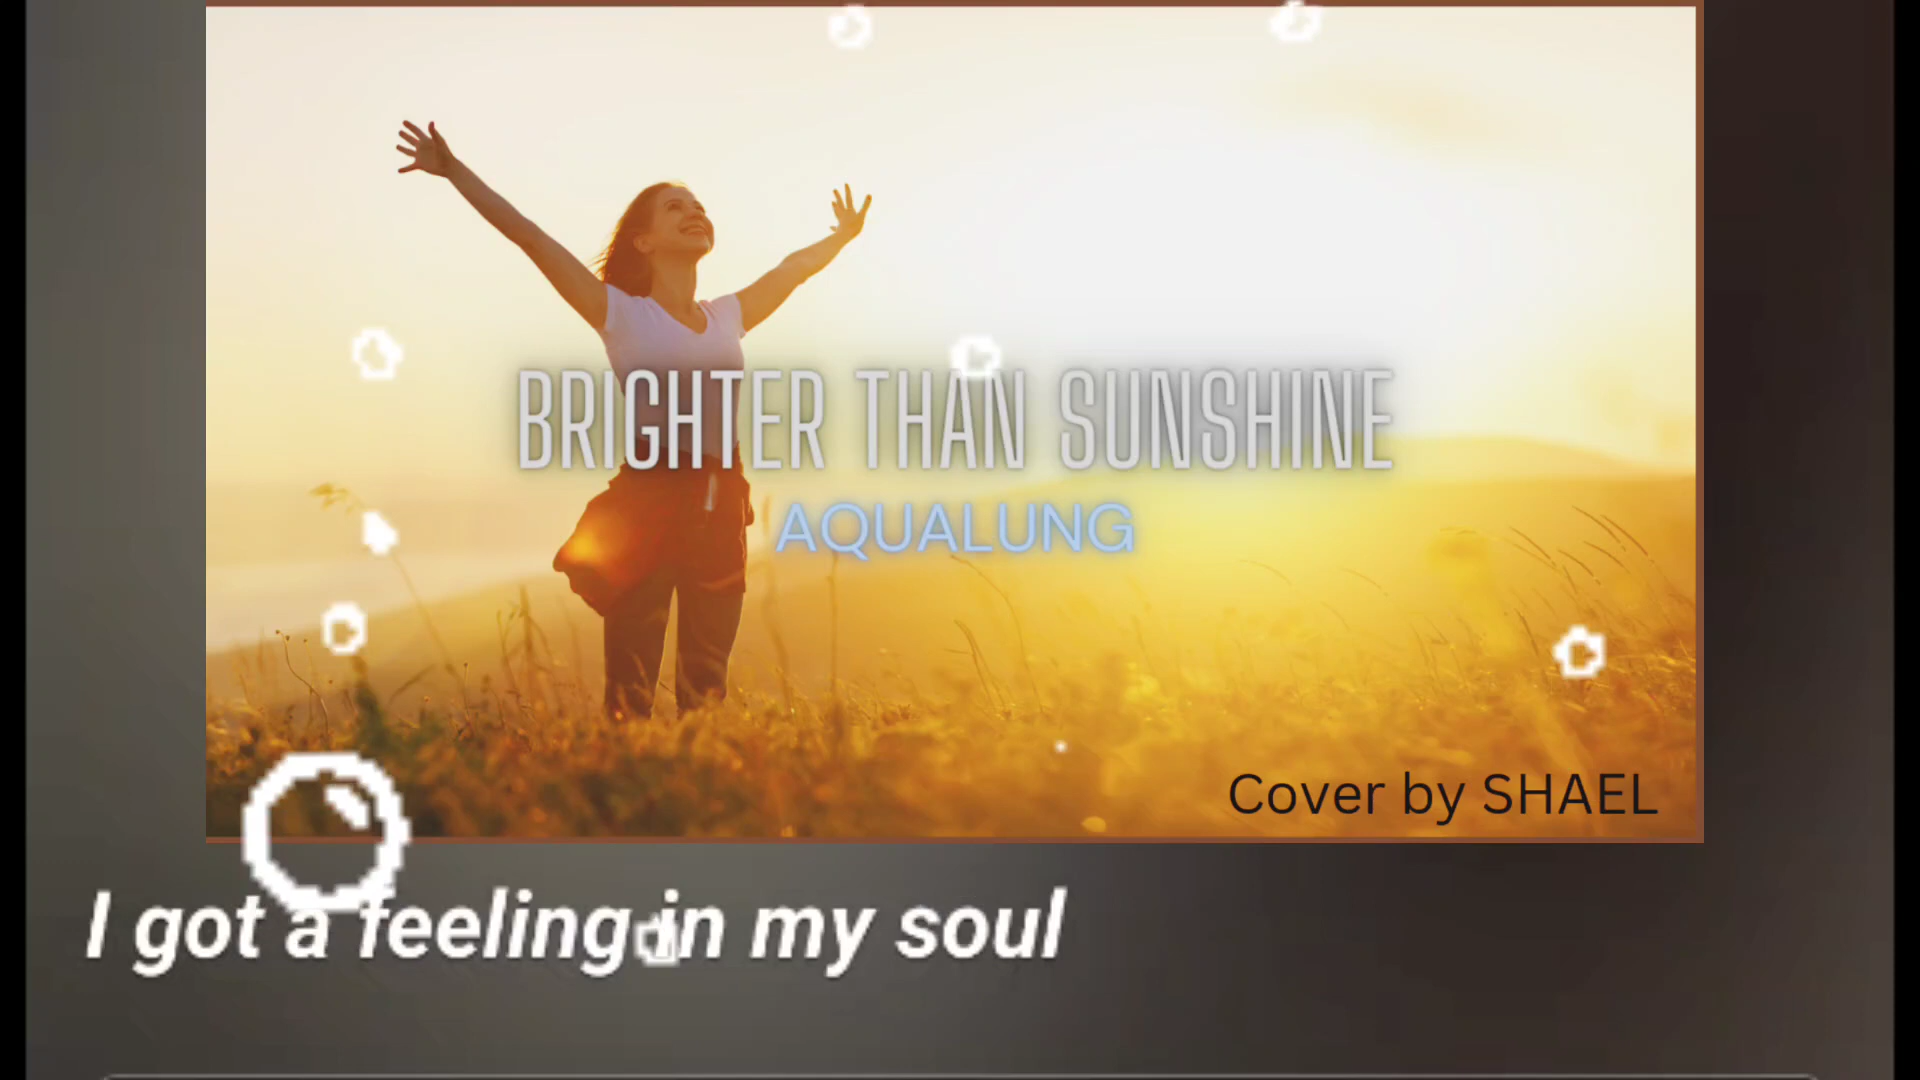 BRIGHTER THAN SUNSHINE
AQUALUNG
Cover by SHAEL
I got a feeling in my soul